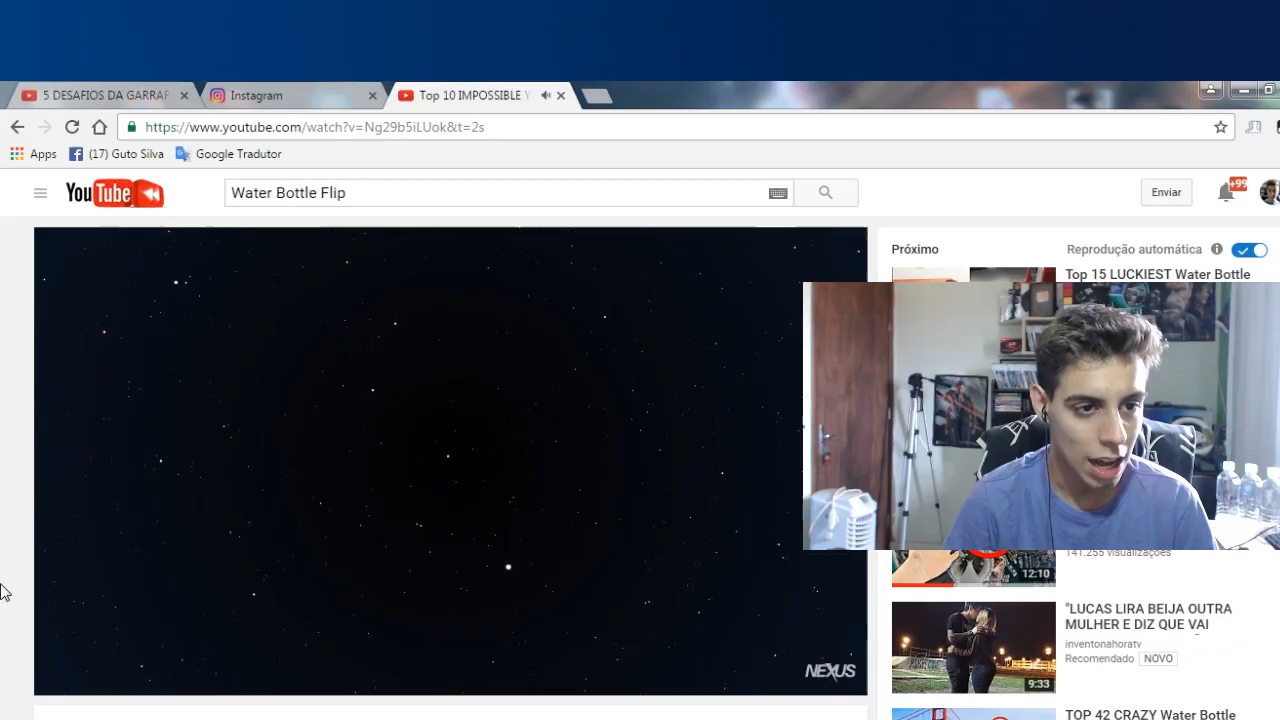 5 DESAFIOS DA GARRAF
Instagram
Top 10 IMPOSSIBLE
https://www.youtube.com/watch?v=Ng29b5iLUok&t=2s
Apps
(17) Guto Silva
Google Tradutor
YouTube
Water Bottle Flip
Enviar
+99
Próximo
Reprodução automática
Top 15 LUCKIEST Water Bottle
NEXUS
141.255 visualizações
12:10
"LUCAS LIRA BEIJA OUTRA
MULHER E DIZ QUE VAI
inventonahoratv
Recomendado
NOVO
9:33
TOP 42 CRAZY Water Bottle